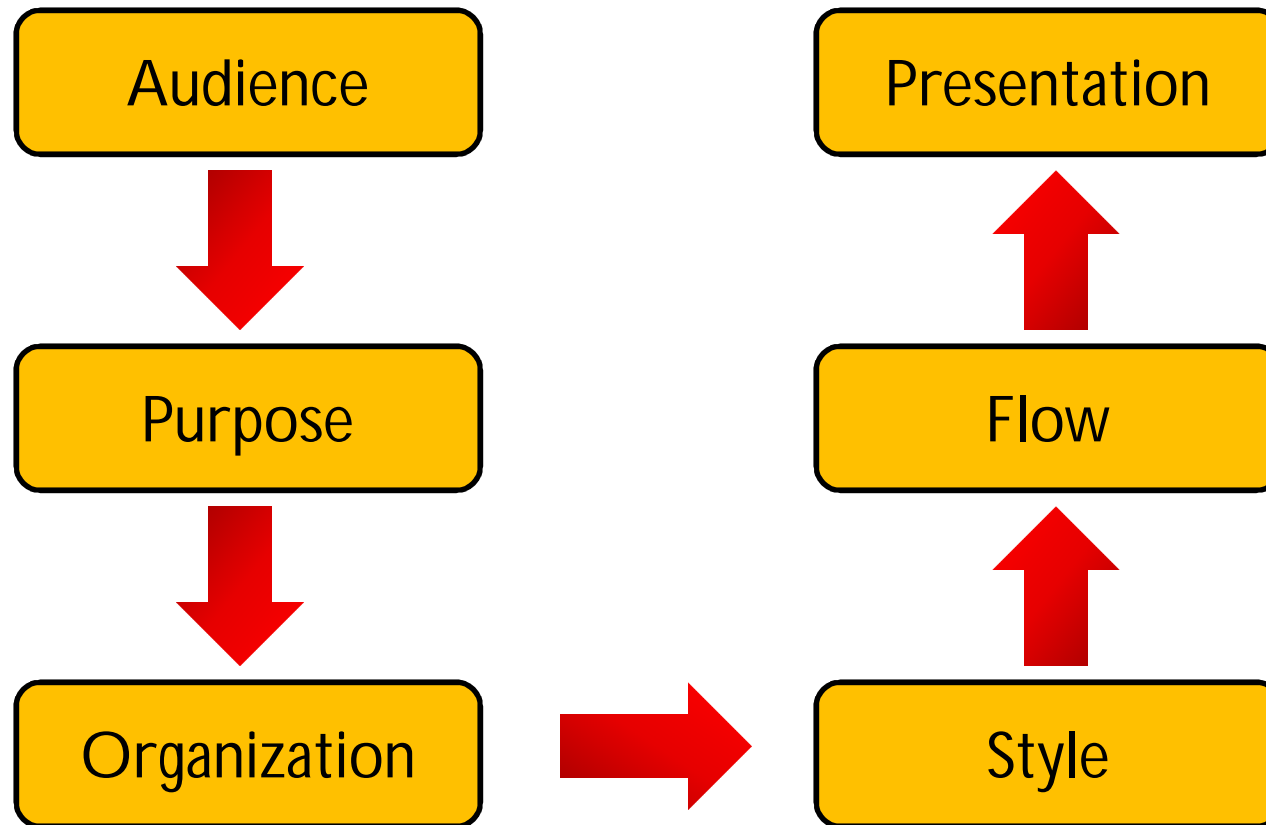 Audience
Purpose
Organization
Style
Flow
Presentation